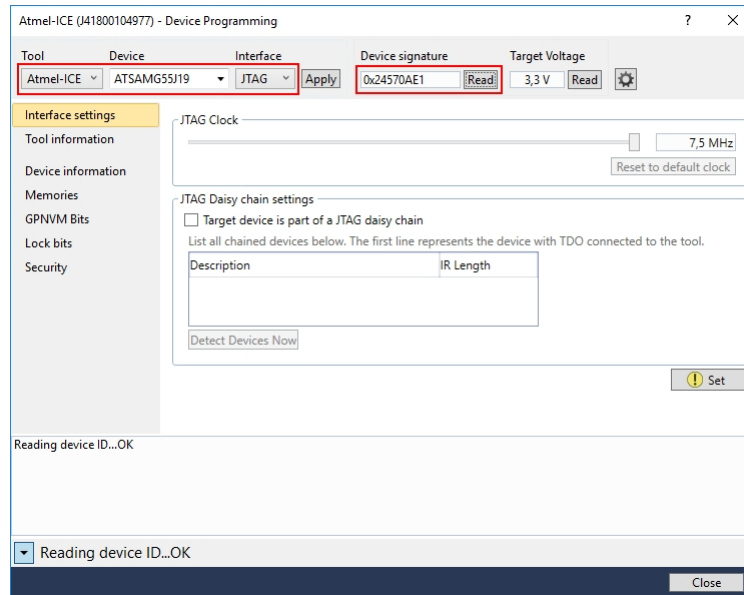 Atmel-ICE (J41800104977) - Device Programming
Tool Device Interface Device signature Target Voltage
Atmel-ICE ATSAMG55J19 JTAG Apply 0x24570AE1 Read 3,3 V Read
Interface settings
Tool information
Device information
Memories
GPNVM Bits
Lock bits
Security
JTAG Clock
7,5 MHz
Reset to default clock
JTAG Daisy chain settings
Target device is part of a JTAG daisy chain
List all chained devices below. The first line represents the device with TDO connected to the tool.
Description IR Length
Detect Devices Now
Set
Reading device ID...OK
Reading device ID...OK
Close